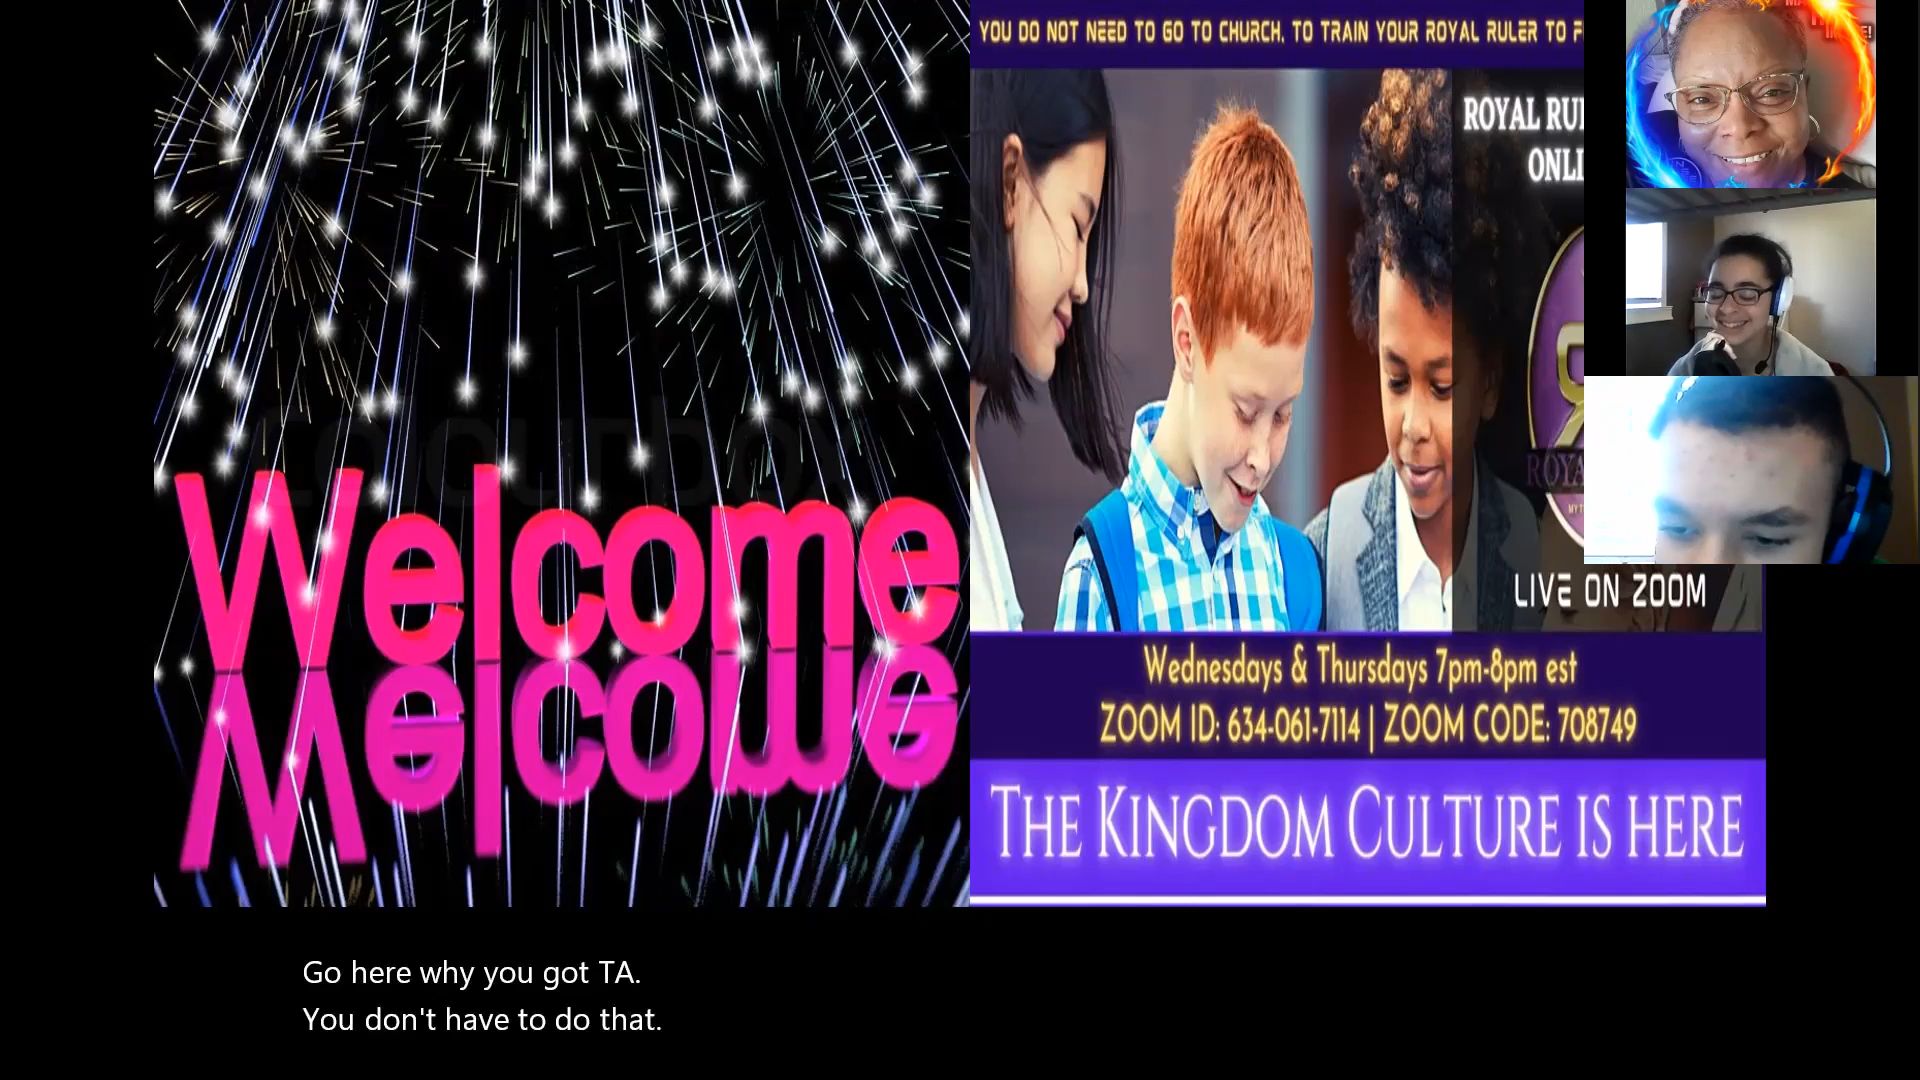 YOU DO NOT NEED TO GO TO CHURCH, TO TRAIN YOUR ROYAL RULER TO
ROYAL
Welcome
Welcome
LIVE ON ZOOM
Wednesdays & Thursdays 7pm-8pm est
ZOOM ID: 634-061-7114 | ZOOM CODE: 708749
THE KINGDOM CULTURE IS HERE
Go here why you got TA.
You don't have to do that.